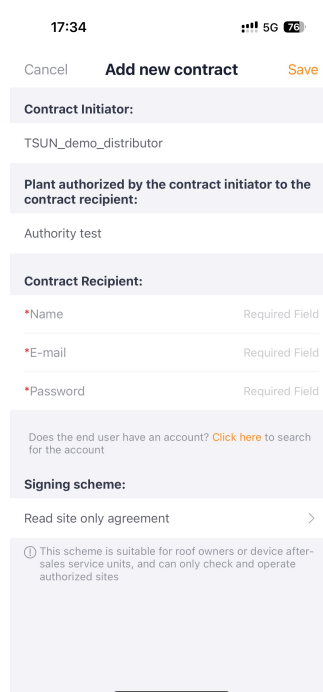 17:34
5G 76
Cancel Add new contract Save
Contract Initiator:
TSUN_demo_distributor
Plant authorized by the contract initiator to the
contract recipient:
Authority test
Contract Recipient:
*Name Required Field
*E-mail Required Field
*Password Required Field
Does the end user have an account? Click here to search
for the account
Signing scheme:
Read site only agreement
This scheme is suitable for roof owners or device after-
sales service units, and can only check and operate
authorized sites